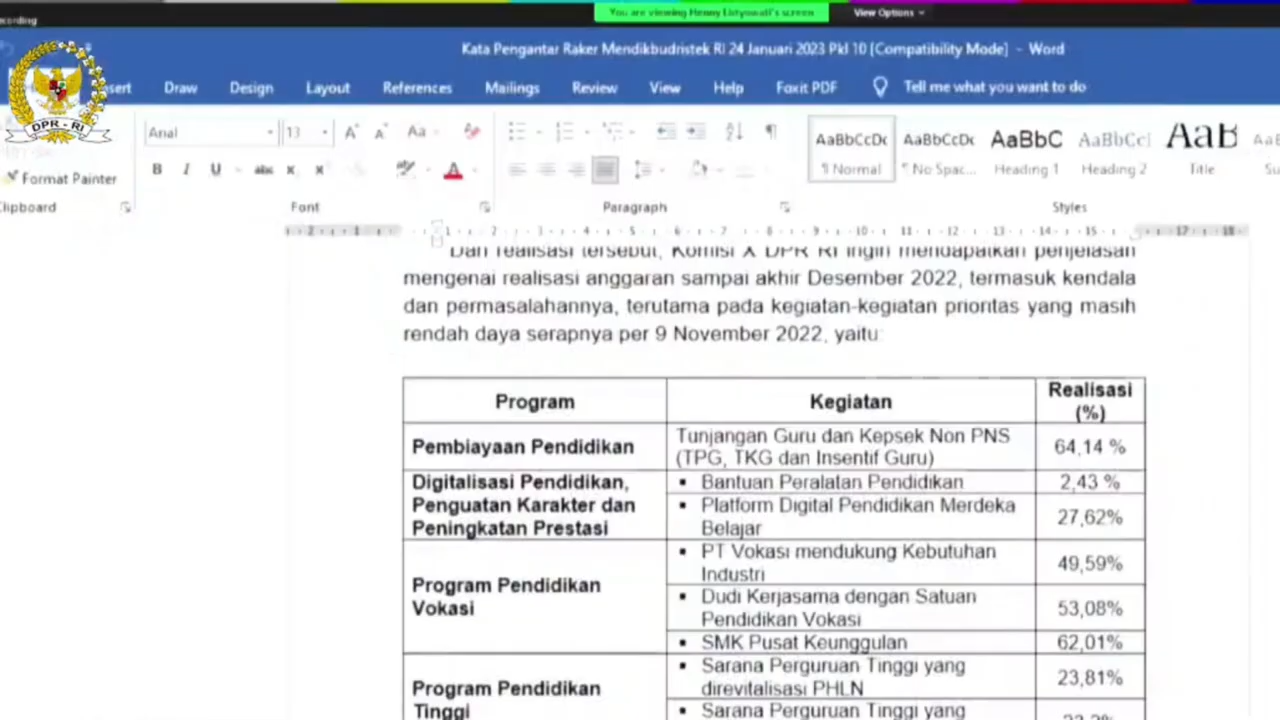 You are viewing Henny Listyowati's screen
View Options
Kata Pengantar Raker Mendikbudristek RI 24 Januari 2023 Pkl 10 [Compatibility Mode] - Word
Draw Design Layout References Mailings Review View Help Foxit PDF Tell me what you want to do
DPR - RI
Arial 13
AaBbCcDc AaBbCcDc AaBbC AaBbCcI AaB
Format Painter
¶ Normal ¶ No Spac... Heading 1 Heading 2 Title
Font Paragraph Styles
Dari realisasi tersebut, Komisi X DPR RI ingin mendapatkan penjelasan
mengenai realisasi anggaran sampai akhir Desember 2022, termasuk kendala
dan permasalahannya, terutama pada kegiatan-kegiatan prioritas yang masih
rendah daya serapnya per 9 November 2022, yaitu:
Program Kegiatan Realisasi
(%)
Pembiayaan Pendidikan
Tunjangan Guru dan Kepsek Non PNS
(TPG, TKG dan Insentif Guru)
64,14 %
Digitalisasi Pendidikan,
Penguatan Karakter dan
Peningkatan Prestasi
▪ Bantuan Peralatan Pendidikan
2,43 %
▪ Platform Digital Pendidikan Merdeka
Belajar
27,62%
Program Pendidikan
Vokasi
▪ PT Vokasi mendukung Kebutuhan
Industri
49,59%
▪ Dudi Kerjasama dengan Satuan
Pendidikan Vokasi
53,08%
▪ SMK Pusat Keunggulan
62,01%
Program Pendidikan
Tinggi
▪ Sarana Perguruan Tinggi yang
direvitalisasi PHLN
23,81%
▪ Sarana Perguruan Tinggi yang